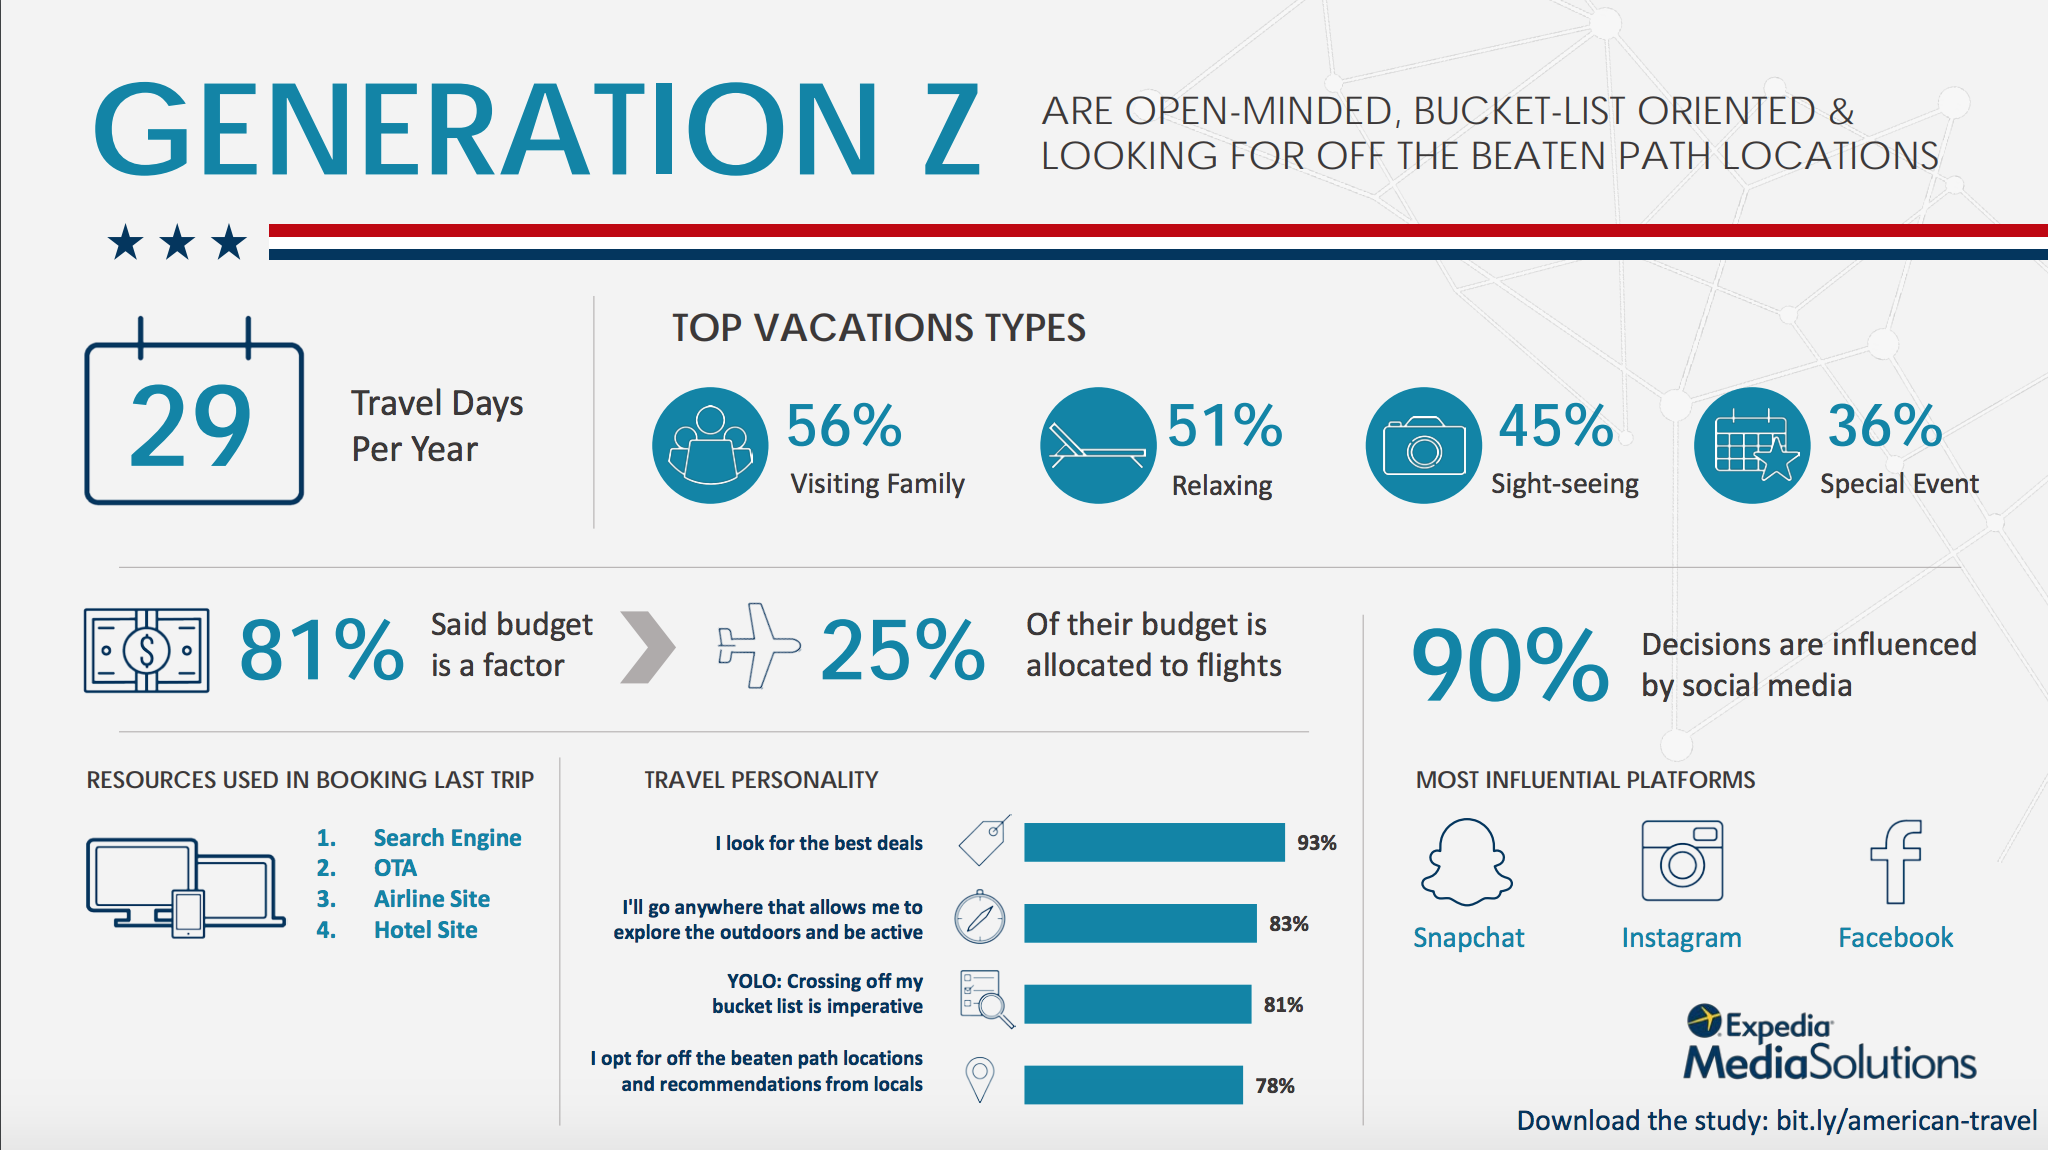 GENERATION Z
ARE OPEN-MINDED, BUCKET-LIST ORIENTED &
LOOKING FOR OFF THE BEATEN PATH LOCATIONS
29
Travel Days
Per Year
TOP VACATIONS TYPES
56%
Visiting Family
51%
Relaxing
45%
Sight-seeing
36%
Special Event
$
81%
Said budget
is a factor
25%
Of their budget is
allocated to flights
90%
Decisions are influenced
by social media
RESOURCES USED IN BOOKING LAST TRIP
1. Search Engine
2. OTA
3. Airline Site
4. Hotel Site
TRAVEL PERSONALITY
I look for the best deals
93%
I'll go anywhere that allows me to
explore the outdoors and be active
83%
YOLO: Crossing off my
bucket list is imperative
81%
I opt for off the beaten path locations
and recommendations from locals
78%
MOST INFLUENTIAL PLATFORMS
Snapchat
Instagram
f
Facebook
Expedia
MediaSolutions
Download the study: bit.ly/american-travel